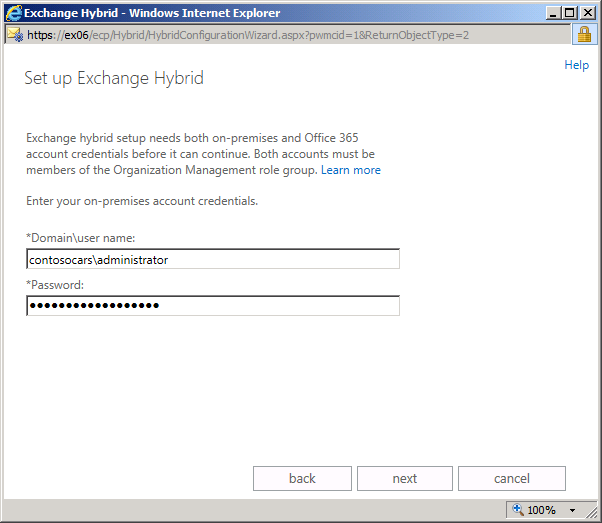 Exchange Hybrid - Windows Internet Explorer
https://ex06/ecp/Hybrid/HybridConfigurationWizard.aspx?pwmcid=1&ReturnObjectType=2
Help
Set up Exchange Hybrid
Exchange hybrid setup needs both on-premises and Office 365
account credentials before it can continue. Both accounts must be
members of the Organization Management role group. Learn more
Enter your on-premises account credentials.
*Domain\user name:
contosocars\administrator
*Password:
●●●●●●●●●●●●●●●●●●
back next cancel
100%